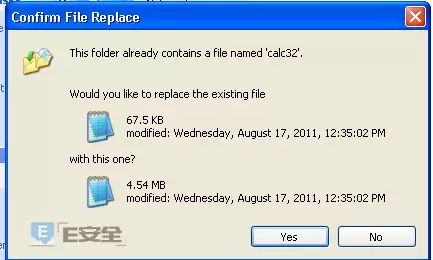 Confirm File Replace
This folder already contains a file named 'calc32'.
Would you like to replace the existing file
67.5 KB
modified: Wednesday, August 17, 2011, 12:35:02 PM
with this one?
4.54 MB
modified: Wednesday, August 17, 2011, 12:35:02 PM
E安全
Yes
No